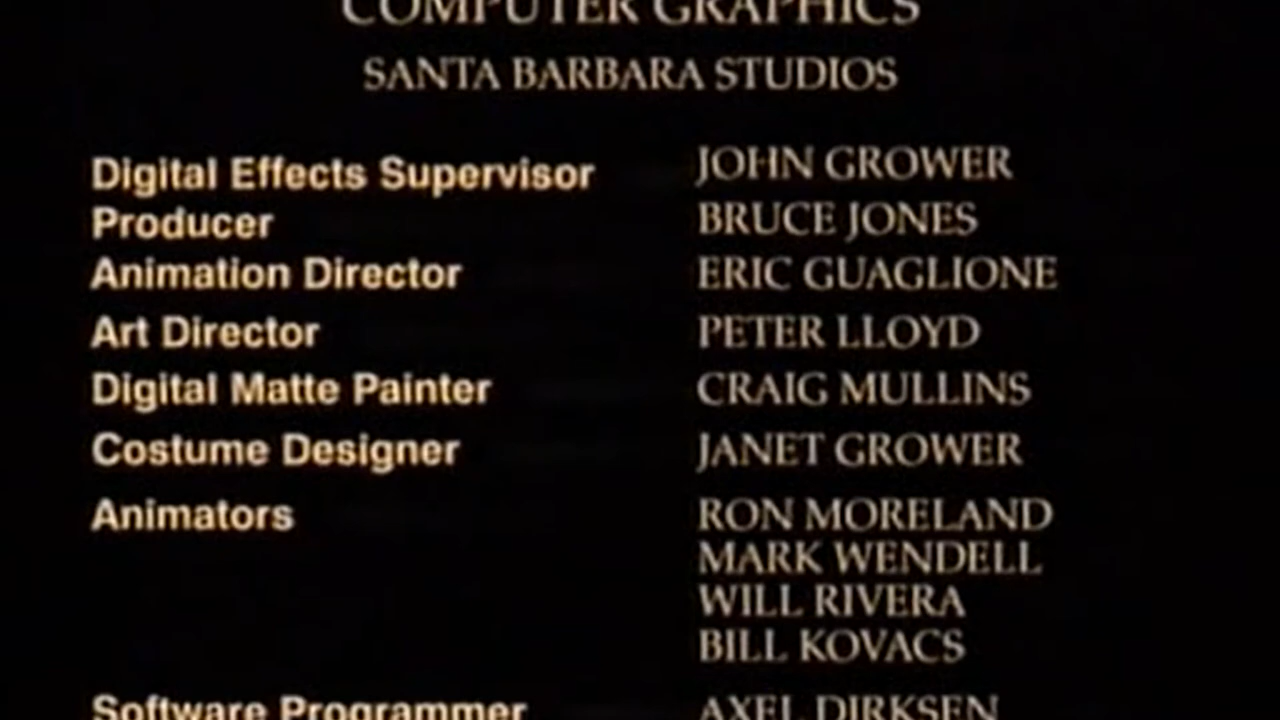 COMPUTER GRAPHICS
SANTA BARBARA STUDIOS
Digital Effects Supervisor JOHN GROWER
Producer BRUCE JONES
Animation Director ERIC GUAGLIONE
Art Director PETER LLOYD
Digital Matte Painter CRAIG MULLINS
Costume Designer JANET GROWER
Animators RON MORELAND
MARK WENDELL
WILL RIVERA
BILL KOVACS
Software Programmer AXEL DIRKSEN